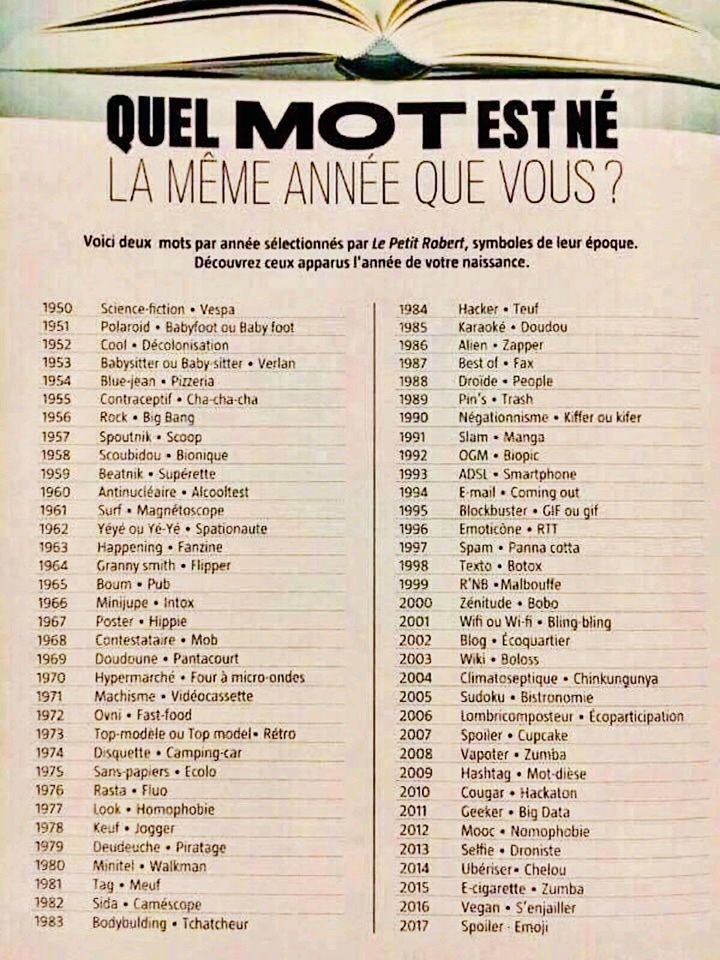 QUEL MOT EST NÉ
LA MÊME ANNÉE QUE VOUS ?
Voici deux mots par année sélectionnés par Le Petit Robert, symboles de leur époque.
Découvrez ceux apparus l'année de votre naissance.
1950 Science-fiction • Vespa
1951 Polaroid • Babyfoot ou Baby foot
1952 Cool • Décolonisation
1953 Babysitter ou Baby-sitter • Verlan
1954 Blue-jean • Pizzeria
1955 Contraceptif • Cha-cha-cha
1956 Rock • Big Bang
1957 Spoutnik • Scoop
1958 Scoubidou • Bionique
1959 Beatnik • Supérette
1960 Antinucléaire • Alcooltest
1961 Surf • Magnétoscope
1962 Yéyé ou Yé-Yé • Spationaute
1963 Happening • Fanzine
1964 Granny smith • Flipper
1965 Boum • Pub
1966 Minijupe • Intox
1967 Poster • Hippie
1968 Contestataire • Mob
1969 Doudoune • Pantacourt
1970 Hypermarché • Four à micro-ondes
1971 Machisme • Vidéocassette
1972 Ovni • Fast-food
1973 Top-modèle ou Top model• Rétro
1974 Disquette • Camping-car
1975 Sans-papiers • Ecolo
1976 Rasta • Fluo
1977 Look • Homophobie
1978 Keuf • Jogger
1979 Deudeuche • Piratage
1980 Minitel • Walkman
1981 Tag • Meuf
1982 Sida • Caméscope
1983 Bodybulding • Tchatcheur
1984 Hacker • Teuf
1985 Karaoké • Doudou
1986 Alien • Zapper
1987 Best of • Fax
1988 Droïde • People
1989 Pin's • Trash
1990 Négationnisme • Kiffer ou kifer
1991 Slam • Manga
1992 OGM • Biopic
1993 ADSL • Smartphone
1994 E-mail • Coming out
1995 Blockbuster • GIF ou gif
1996 Emoticône • RTT
1997 Spam • Panna cotta
1998 Texto • Botox
1999 R'NB •Malbouffe
2000 Zénitude • Bobo
2001 Wifi ou Wi-fi • Bling-bling
2002 Blog • Écoquartier
2003 Wiki • Boloss
2004 Climatoseptique • Chinkungunya
2005 Sudoku • Bistronomie
2006 Lombricomposteur • Écoparticipation
2007 Spoiler • Cupcake
2008 Vapoter • Zumba
2009 Hashtag • Mot-dièse
2010 Cougar • Hackaton
2011 Geeker • Big Data
2012 Mooc • Nomophobie
2013 Selfie • Droniste
2014 Ubériser• Chelou
2015 E-cigarette • Zumba
2016 Vegan • S'enjailler
2017 Spoiler · Emoji